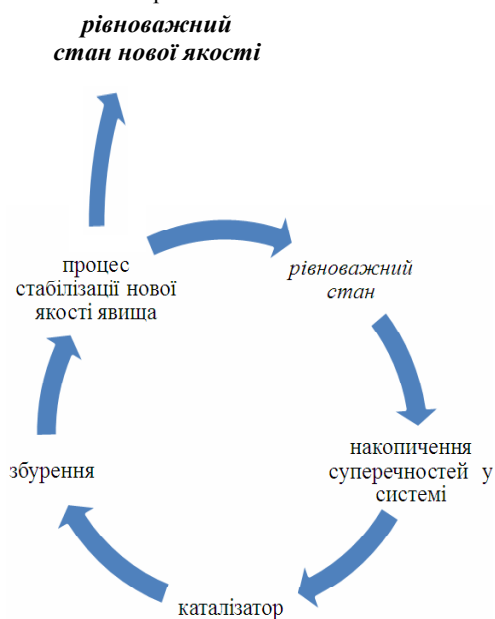 рівноважний
стан нової якості
процес
стабілізації нової
якості явища
рівноважний
стан
накопичення
суперечностей у
системі
каталізатор
збурення